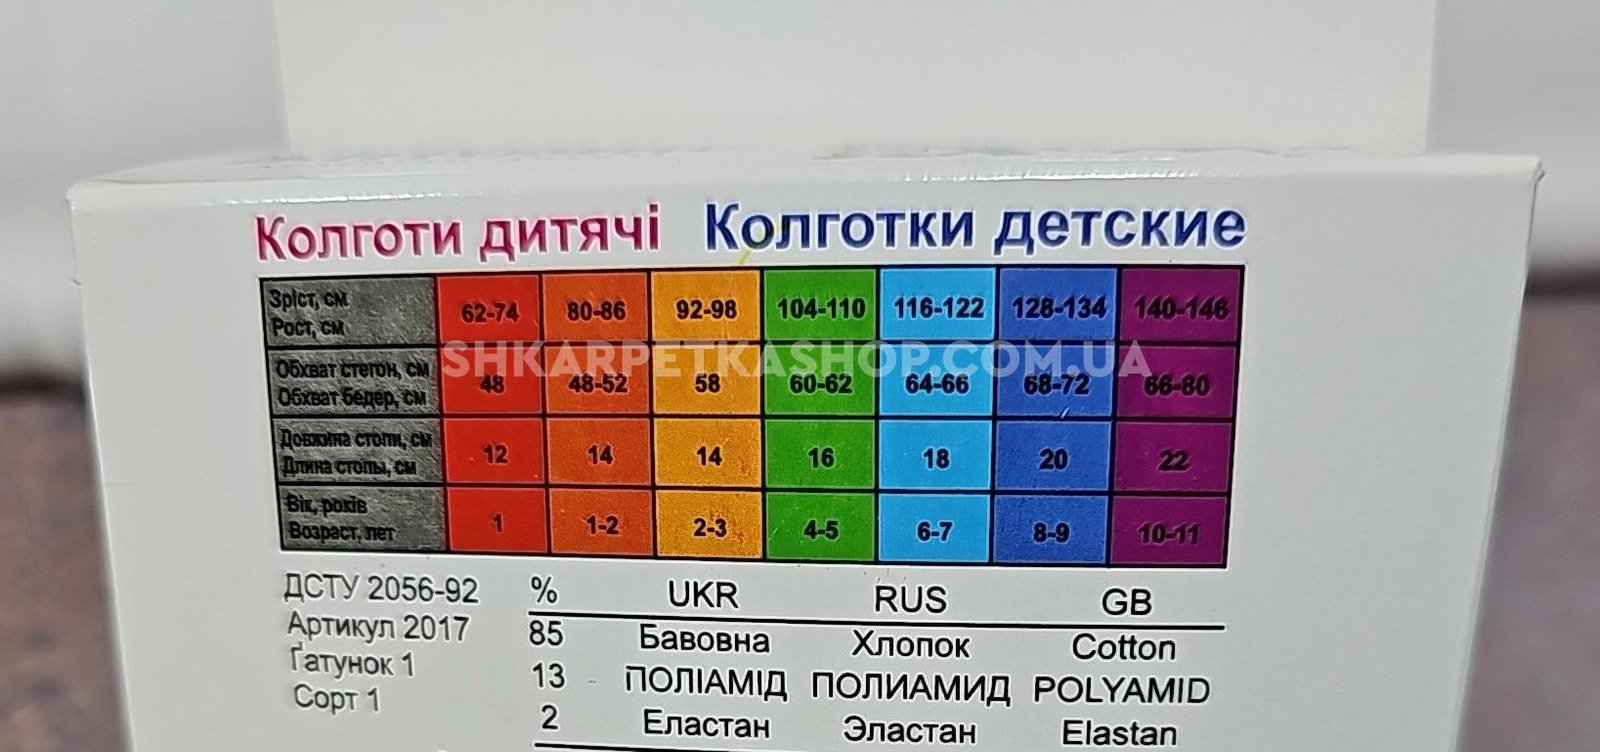 Колготи дитячі Колготки детские
Зріст, см
Рост, см
62-74 80-86 92-98 104-110 116-122 128-134 140-146
SHKARPETKASHOP.COM.UA
Обхват стегон, см
Обхват бедер, см
48 48-52 58 60-62 64-66 68-72 66-80
Довжина стопи, см
Длина стопы, см
12 14 14 16 18 20 22
Вік, років
Возраст, лет
1 1-2 2-3 4-5 6-7 8-9 10-11
ДСТУ 2056-92
Артикул 2017
Ґатунок 1
Сорт 1
% UKR RUS GB
85 Бавовна Хлопок Cotton
13 ПОЛІАМІД ПОЛИАМИД POLYAMID
2 Еластан Эластан Elastan